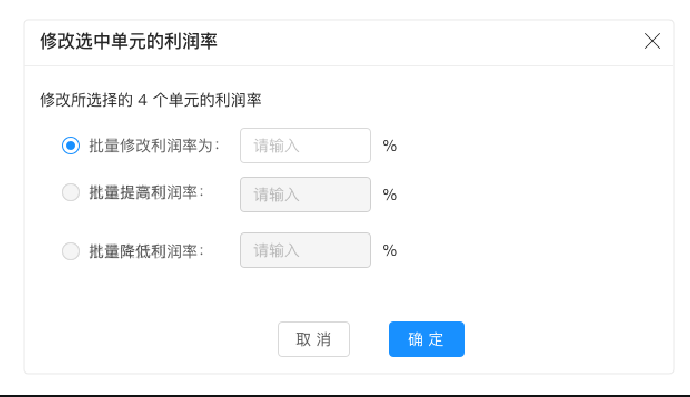 修改选中单元的利润率
修改所选择的 4 个单元的利润率
批量修改利润率为： 请输入 %
批量提高利润率： 请输入 %
批量降低利润率： 请输入 %
取 消 确 定